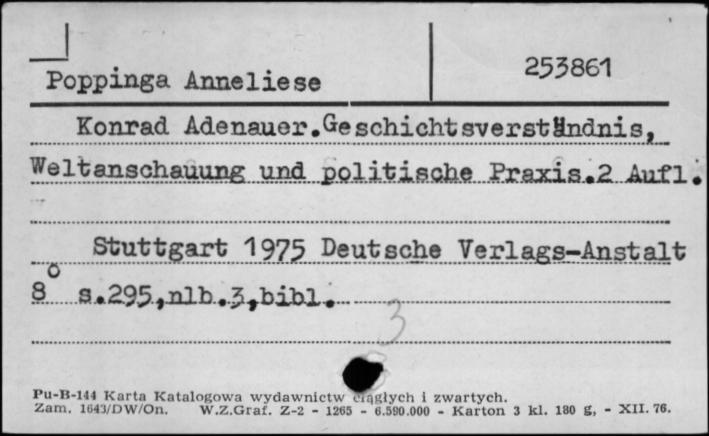 253861
Poppinga Anneliese
Konrad Adenauer.Geschichtsverständnis,
Weltanschauung und politische Praxis.2 Aufl.
Stuttgart 1975 Deutsche Verlags-Anstalt
8° s.295,nlb.3,bibl.
3
Pu-B-144 Karta Katalogowa wydawnictw ciągłych i zwartych.
Zam. 1643/DW/On. W.Z.Graf. Z-2 - 1265 - 6.590.000 - Karton 3 kl. 180 g, - XII. 76.